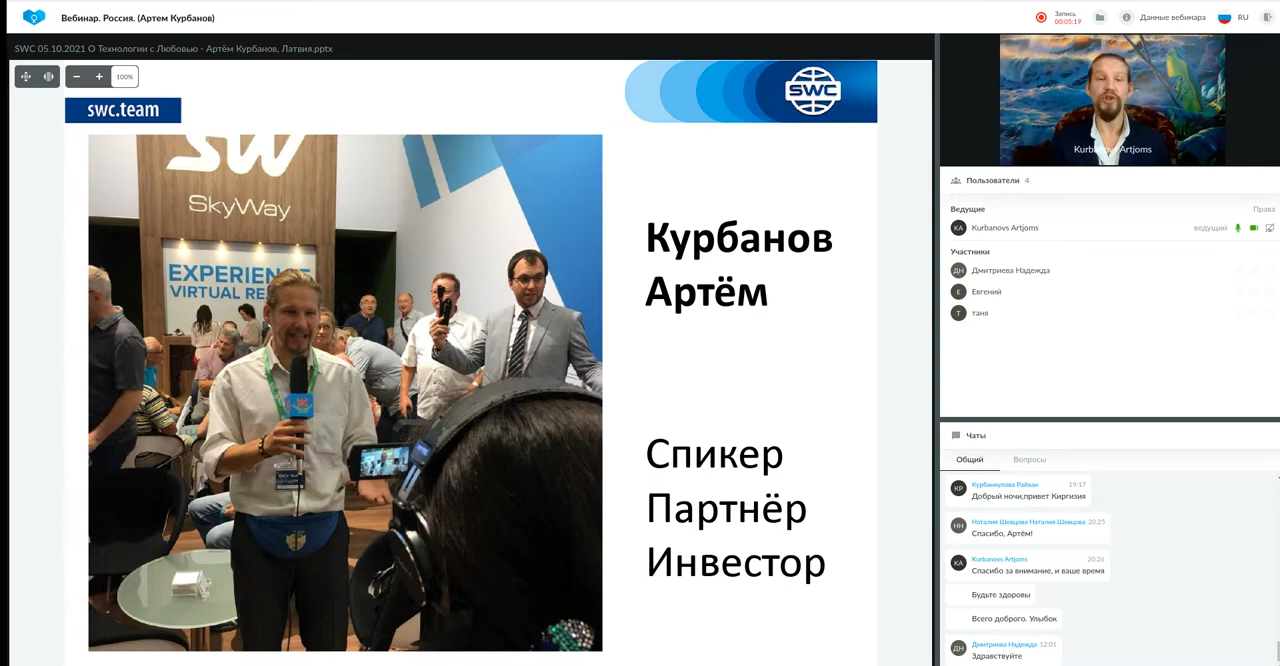 Вебинар. Россия. (Артем Курбанов)
Запись
00:05:19
Данные вебинара
RU
SWC 05.10.2021 О Технологии с Любовью - Артём Курбанов, Латвия.pptx
100%
swc.team
SWC
SW
SkyWay
EXPERIENCE
VIRTUAL RE
Курбанов
Артём
Спикер
Партнёр
Инвестор
Kurbanovs Artjoms
Пользователи 4
Ведущие
Права
KA
Kurbanovs Artjoms
ведущий
Участники
ДН
Дмитриева Надежда
Е
Евгений
Т
таня
Чаты
Общий
Вопросы
КР
Курбанкулова Райкан 19:17
Добрый ночи,привет Киргизия
НН
Наталия Шевцова Наталия Шевцова 20:25
Спасибо, Артём!
KA
Kurbanovs Artjoms 20:26
Спасибо за внимание, и ваше время
Будьте здоровы
Всего доброго. Улыбок
ДН
Дмитриева Надежда 12:01
Здравствуйте